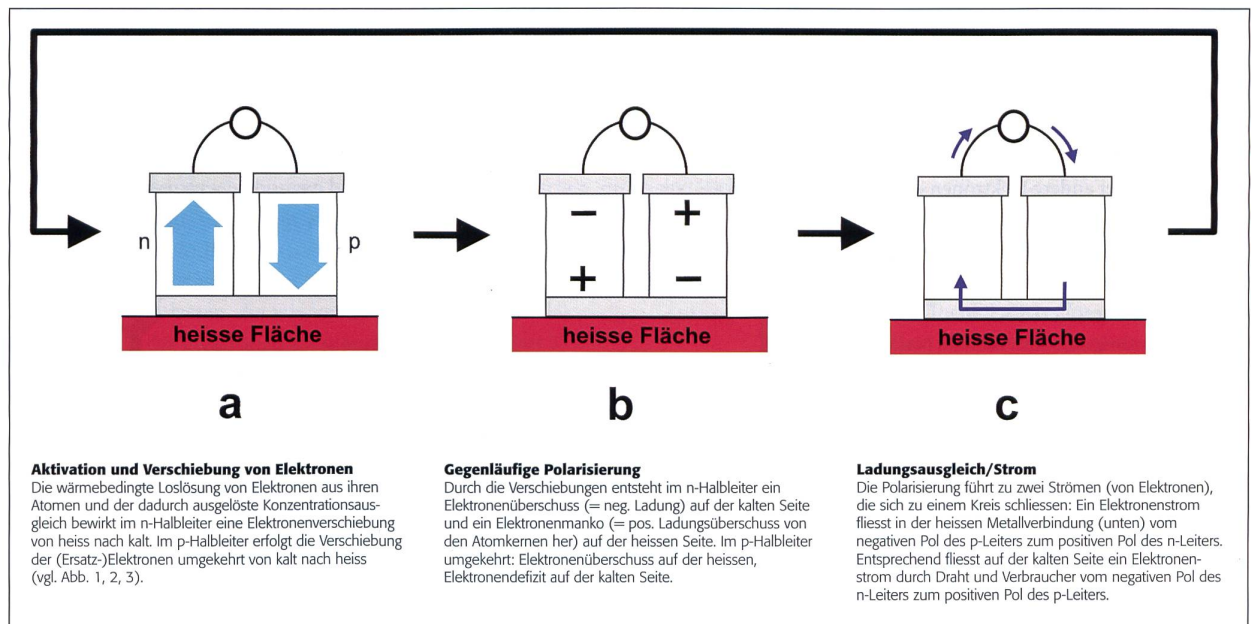 n
p
heisse Fläche
− +
+ −
heisse Fläche
heisse Fläche
a
b
c
Aktivation und Verschiebung von Elektronen
Die wärmebedingte Loslösung von Elektronen aus ihren
Atomen und der dadurch ausgelöste Konzentrationsaus-
gleich bewirkt im n-Halbleiter eine Elektronenverschiebung
von heiss nach kalt. Im p-Halbleiter erfolgt die Verschiebung
der (Ersatz-)Elektronen umgekehrt von kalt nach heiss
(vgl. Abb. 1, 2, 3).
Gegenläufige Polarisierung
Durch die Verschiebungen entsteht im n-Halbleiter ein
Elektronenüberschuss (= neg. Ladung) auf der kalten Seite
und ein Elektronenmanko (= pos. Ladungsüberschuss von
den Atomkernen her) auf der heissen Seite. Im p-Halbleiter
umgekehrt: Elektronenüberschuss auf der heissen,
Elektronendefizit auf der kalten Seite.
Ladungsausgleich/Strom
Die Polarisierung führt zu zwei Strömen (von Elektronen),
die sich zu einem Kreis schliessen: Ein Elektronenstrom
fliesst in der heissen Metallverbindung (unten) vom
negativen Pol des p-Leiters zum positiven Pol des n-Leiters.
Entsprechend fliesst auf der kalten Seite ein Elektronen-
strom durch Draht und Verbraucher vom negativen Pol des
n-Leiters zum positiven Pol des p-Leiters.